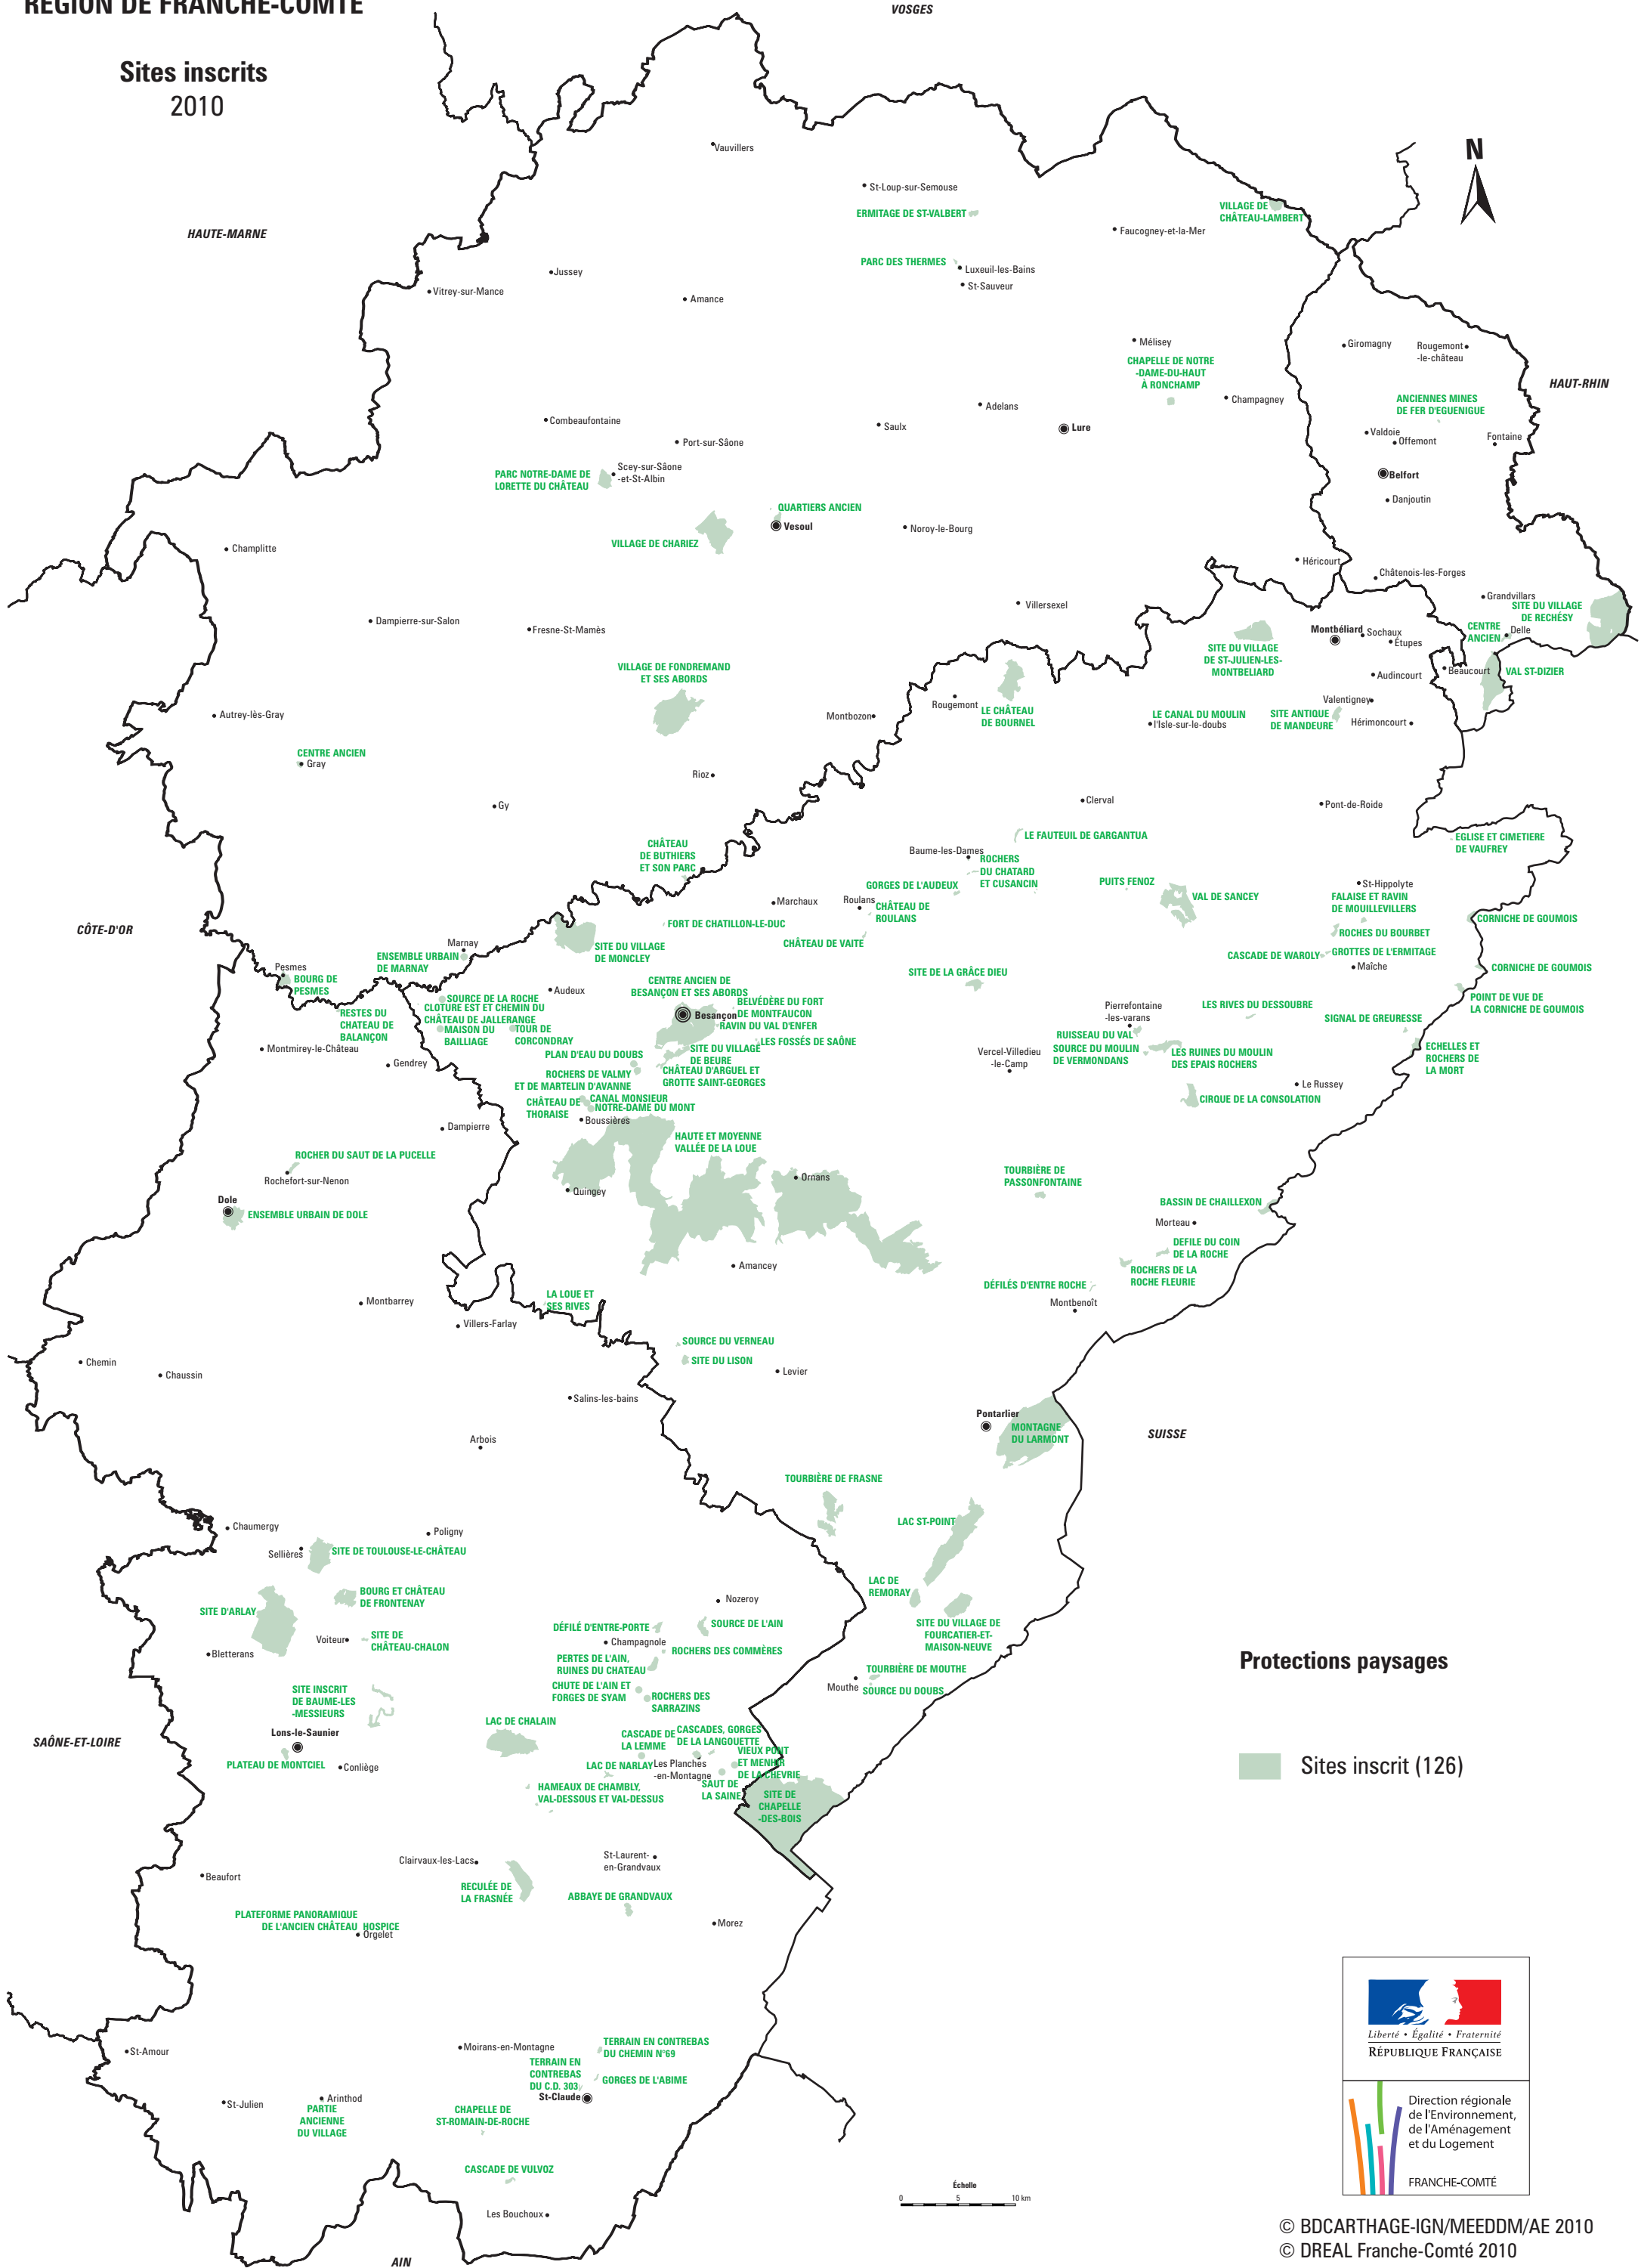 RÉGION DE FRANCHE-COMTÉ
Sites inscrits
2010
VOSGES
HAUTE-MARNE
N
Vauvillers
St-Loup-sur-Semouse
ERMITAGE DE ST-VALBERT
VILLAGE DE
CHÂTEAU-LAMBERT
Faucogney-et-la-Mer
PARC DES THERMES
Luxeuil-les-Bains
St-Sauveur
Jussey
Vitrey-sur-Mance
Amance
Mélisey
CHAPELLE DE NOTRE
-DAME-DU-HAUT
À RONCHAMP
Giromagny
Rougemont
-le-château
HAUT-RHIN
Champagney
ANCIENNES MINES
DE FER D'EGUENIGUE
Adelans
Combeaufontaine
Saulx
Lure
Valdoie
Offemont
Fontaine
Port-sur-Sâone
Scey-sur-Sâone
-et-St-Albin
PARC NOTRE-DAME DE
LORETTE DU CHÂTEAU
Belfort
Danjoutin
QUARTIERS ANCIEN
Vesoul
Noroy-le-Bourg
VILLAGE DE CHARIEZ
Champlitte
Héricourt
Châtenois-les-Forges
Grandvillars
SITE DU VILLAGE
DE RECHÉSY
Villersexel
Dampierre-sur-Salon
Fresne-St-Mamès
Montbéliard
Sochaux
Étupes
CENTRE
ANCIEN
Delle
SITE DU VILLAGE
DE ST-JULIEN-LES-
MONTBELIARD
VILLAGE DE FONDREMAND
ET SES ABORDS
Audincourt
Beaucourt
VAL ST-DIZIER
Rougemont
LE CHÂTEAU
DE BOURNEL
Valentigney
Autrey-lès-Gray
Montbozon
LE CANAL DU MOULIN
l'Isle-sur-le-doubs
SITE ANTIQUE
DE MANDEURE
Hérimoncourt
CENTRE ANCIEN
Gray
Rioz
Gy
Clerval
Pont-de-Roide
LE FAUTEUIL DE GARGANTUA
EGLISE ET CIMETIERE
DE VAUFREY
CHÂTEAU
DE BUTHIERS
ET SON PARC
Baume-les-Dames
ROCHERS
DU CHATARD
ET CUSANCIN
GORGES DE L'AUDEUX
PUITS FENOZ
VAL DE SANCEY
St-Hippolyte
FALAISE ET RAVIN
DE MOUILLEVILLERS
Marchaux
Roulans
CHÂTEAU DE
ROULANS
CORNICHE DE GOUMOIS
CÔTE-D'OR
FORT DE CHATILLON-LE-DUC
ROCHES DU BOURBET
CHÂTEAU DE VAITE
SITE DU VILLAGE
DE MONCLEY
CASCADE DE WAROLY
GROTTES DE L'ERMITAGE
Maîche
CORNICHE DE GOUMOIS
Marnay
ENSEMBLE URBAIN
DE MARNAY
Pesmes
BOURG DE
PESMES
SITE DE LA GRÂCE DIEU
CENTRE ANCIEN DE
BESANÇON ET SES ABORDS
Audeux
POINT DE VUE DE
LA CORNICHE DE GOUMOIS
SOURCE DE LA ROCHE
CLOTURE EST ET CHEMIN DU
CHÂTEAU DE JALLERANGE
BELVÉDÈRE DU FORT
DE MONTFAUCON
Besançon
Pierrefontaine
-les-varans
LES RIVES DU DESSOUBRE
RESTES DU
CHATEAU DE
BALANÇON
MAISON DU
BAILLIAGE
TOUR DE
CORCONDRAY
RAVIN DU VAL D'ENFER
SIGNAL DE GREURESSE
RUISSEAU DU VAL
LES FOSSÉS DE SAÔNE
Montmirey-le-Château
SITE DU VILLAGE
DE BEURE
PLAN D'EAU DU DOUBS
Vercel-Villedieu
-le-Camp
SOURCE DU MOULIN
DE VERMONDANS
LES RUINES DU MOULIN
DES EPAIS ROCHERS
ECHELLES ET
ROCHERS DE
LA MORT
Gendrey
CHÂTEAU D'ARGUEL ET
GROTTE SAINT-GEORGES
ROCHERS DE VALMY
ET DE MARTELIN D'AVANNE
Le Russey
CANAL MONSIEUR
CHÂTEAU DE
THORAISE
NOTRE-DAME DU MONT
Boussières
CIRQUE DE LA CONSOLATION
Dampierre
HAUTE ET MOYENNE
VALLÉE DE LA LOUE
ROCHER DU SAUT DE LA PUCELLE
Rochefort-sur-Nenon
Ornans
TOURBIÈRE DE
PASSONFONTAINE
Quingey
Dole
ENSEMBLE URBAIN DE DOLE
BASSIN DE CHAILLEXON
Morteau
DEFILE DU COIN
DE LA ROCHE
Amancey
ROCHERS DE LA
ROCHE FLEURIE
DÉFILÉS D'ENTRE ROCHE
Montbenoît
LA LOUE ET
SES RIVES
Montbarrey
Villers-Farlay
SOURCE DU VERNEAU
SITE DU LISON
Levier
Chemin
Chaussin
Salins-les-bains
Pontarlier
MONTAGNE
DU LARMONT
SUISSE
Arbois
TOURBIÈRE DE FRASNE
Chaumergy
Poligny
LAC ST-POINT
Sellières
SITE DE TOULOUSE-LE-CHÂTEAU
LAC DE
REMORAY
BOURG ET CHÂTEAU
DE FRONTENAY
Nozeroy
SITE D'ARLAY
DÉFILÉ D'ENTRE-PORTE
SOURCE DE L'AIN
SITE DU VILLAGE DE
FOURCATIER-ET-
MAISON-NEUVE
Voiteur
SITE DE
CHÂTEAU-CHALON
Champagnole
ROCHERS DES COMMÈRES
Bletterans
PERTES DE L'AIN,
RUINES DU CHATEAU
TOURBIÈRE DE MOUTHE
Mouthe
SOURCE DU DOUBS
Protections paysages
SITE INSCRIT
DE BAUME-LES
-MESSIEURS
CHUTE DE L'AIN ET
FORGES DE SYAM
ROCHERS DES
SARRAZINS
LAC DE CHALAIN
SAÔNE-ET-LOIRE
Lons-le-Saunier
CASCADE DE
LA LEMME
CASCADES, GORGES
DE LA LANGOUETTE
VIEUX PONT
ET MENHIR
DE LA CHEVRIE
PLATEAU DE MONTCIEL
Conliège
LAC DE NARLAY
Les Planches
-en-Montagne
Sites inscrit (126)
HAMEAUX DE CHAMBLY,
VAL-DESSOUS ET VAL-DESSUS
SAUT DE
LA SAINE
SITE DE
CHAPELLE
-DES-BOIS
Clairvaux-les-Lacs
St-Laurent-
en-Grandvaux
Beaufort
RECULÉE DE
LA FRASNÉE
ABBAYE DE GRANDVAUX
PLATEFORME PANORAMIQUE
DE L'ANCIEN CHÂTEAU HOSPICE
Orgelet
Morez
Liberté • Égalité • Fraternité
RÉPUBLIQUE FRANÇAISE
St-Amour
Moirans-en-Montagne
TERRAIN EN CONTREBAS
DU CHEMIN N°69
TERRAIN EN
CONTREBAS
DU C.D. 303
GORGES DE L'ABIME
St-Claude
St-Julien
Arinthod
PARTIE
ANCIENNE
DU VILLAGE
CHAPELLE DE
ST-ROMAIN-DE-ROCHE
Direction régionale
de l'Environnement,
de l'Aménagement
et du Logement
FRANCHE-COMTÉ
CASCADE DE VULVOZ
Échelle
0 5 10 km
Les Bouchoux
AIN
© BDCARTHAGE-IGN/MEEDDM/AE 2010
© DREAL Franche-Comté 2010